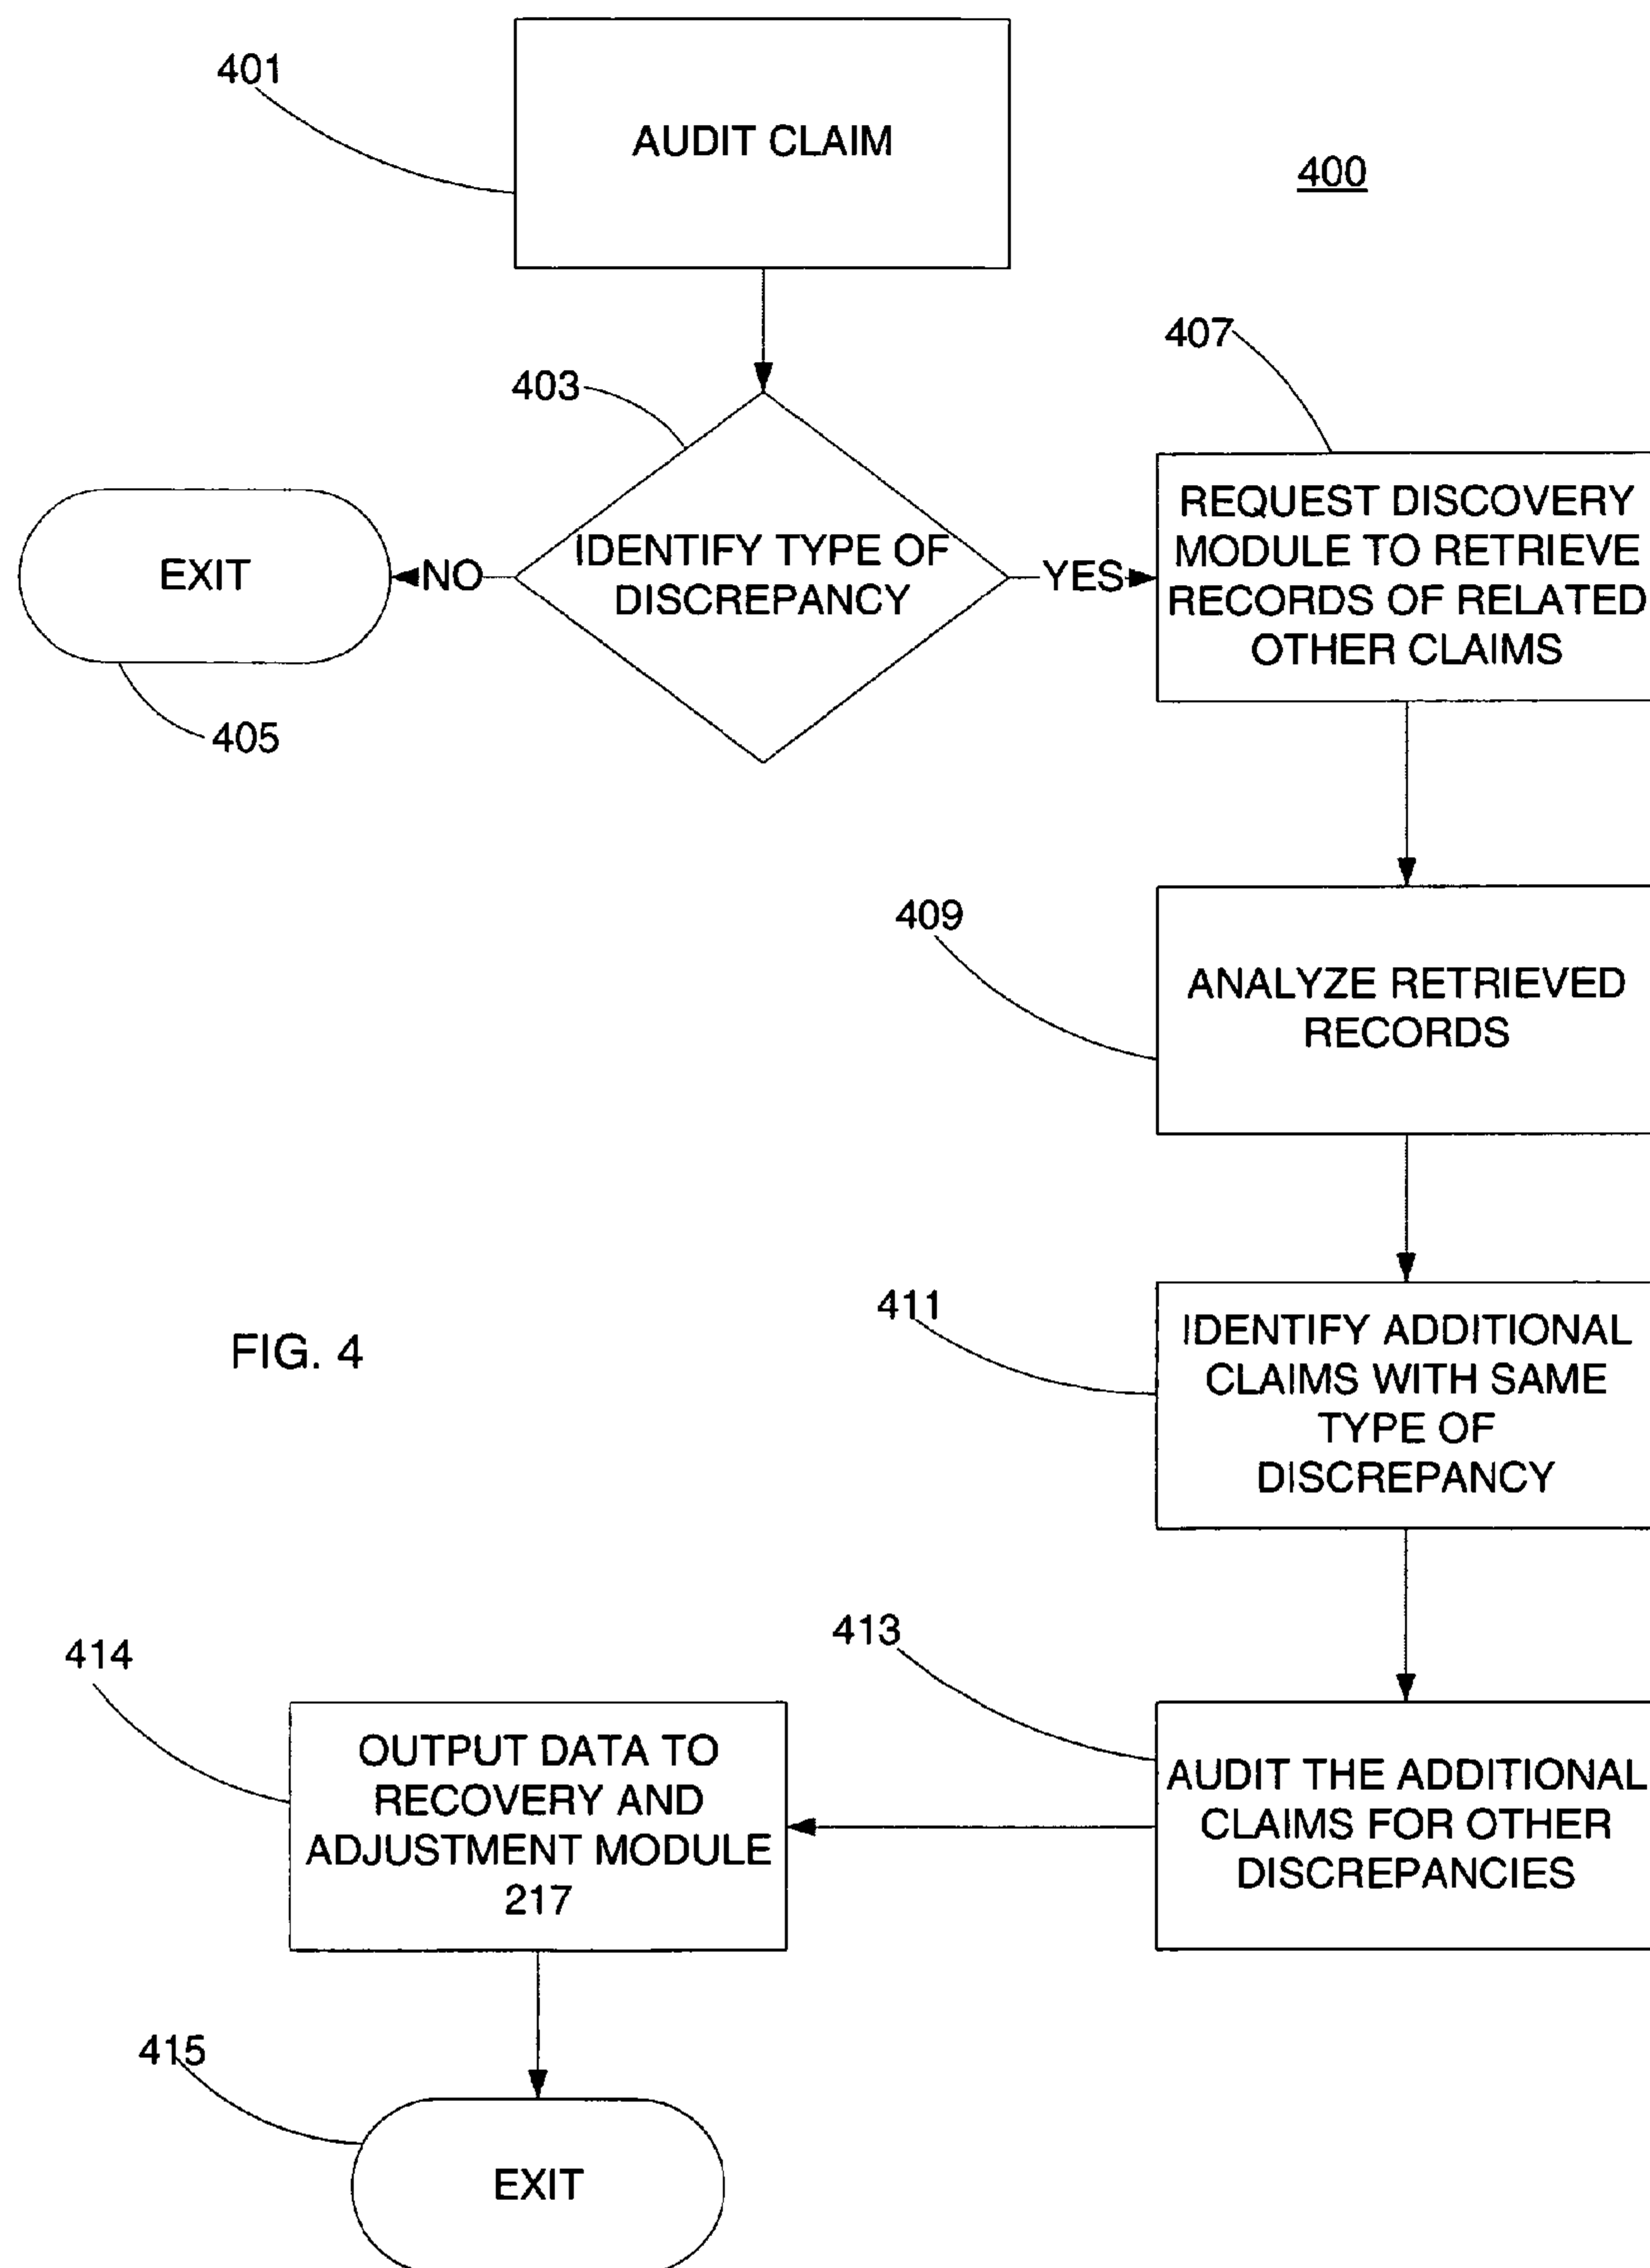 401
AUDIT CLAIM
400
407
403
REQUEST DISCOVERY
MODULE TO RETRIEVE
RECORDS OF RELATED
OTHER CLAIMS
EXIT
NO
IDENTIFY TYPE OF
DISCREPANCY
YES
405
409
ANALYZE RETRIEVED
RECORDS
411
FIG. 4
IDENTIFY ADDITIONAL
CLAIMS WITH SAME
TYPE OF
DISCREPANCY
413
414
OUTPUT DATA TO
RECOVERY AND
ADJUSTMENT MODULE
217
AUDIT THE ADDITIONAL
CLAIMS FOR OTHER
DISCREPANCIES
415
EXIT